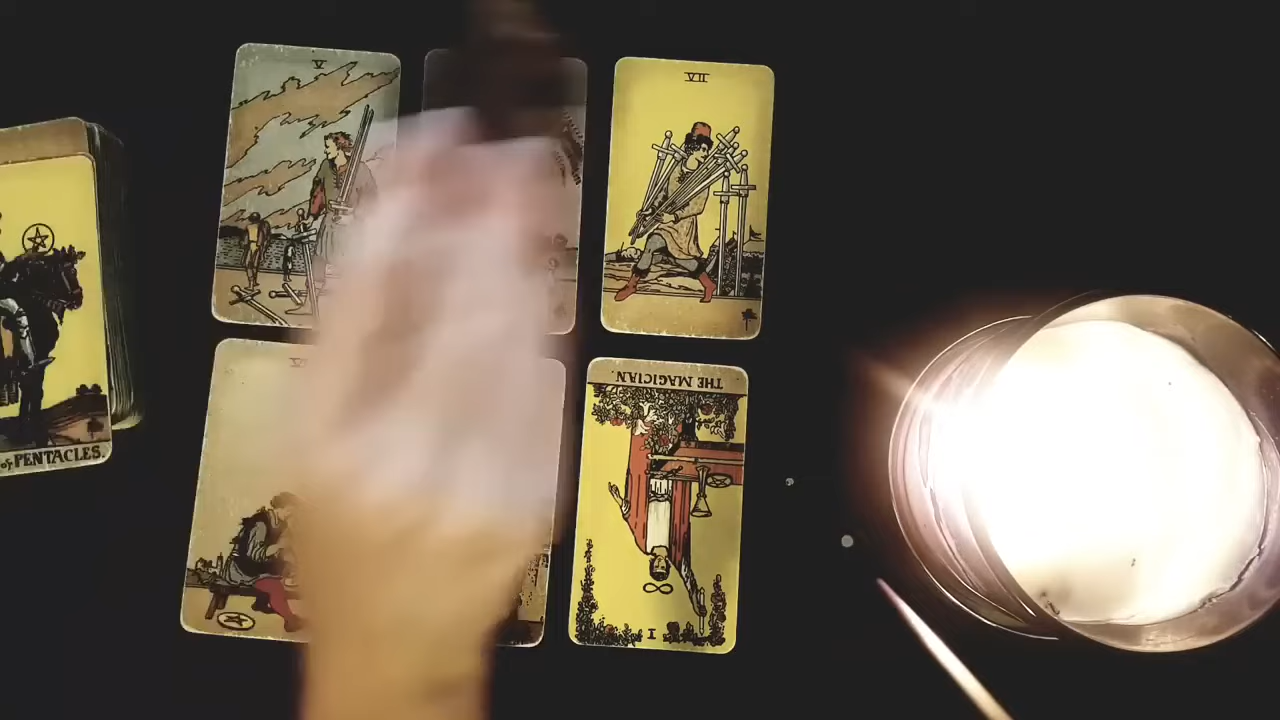 V
VII
THE MAGICIAN.
I
OF PENTACLES.